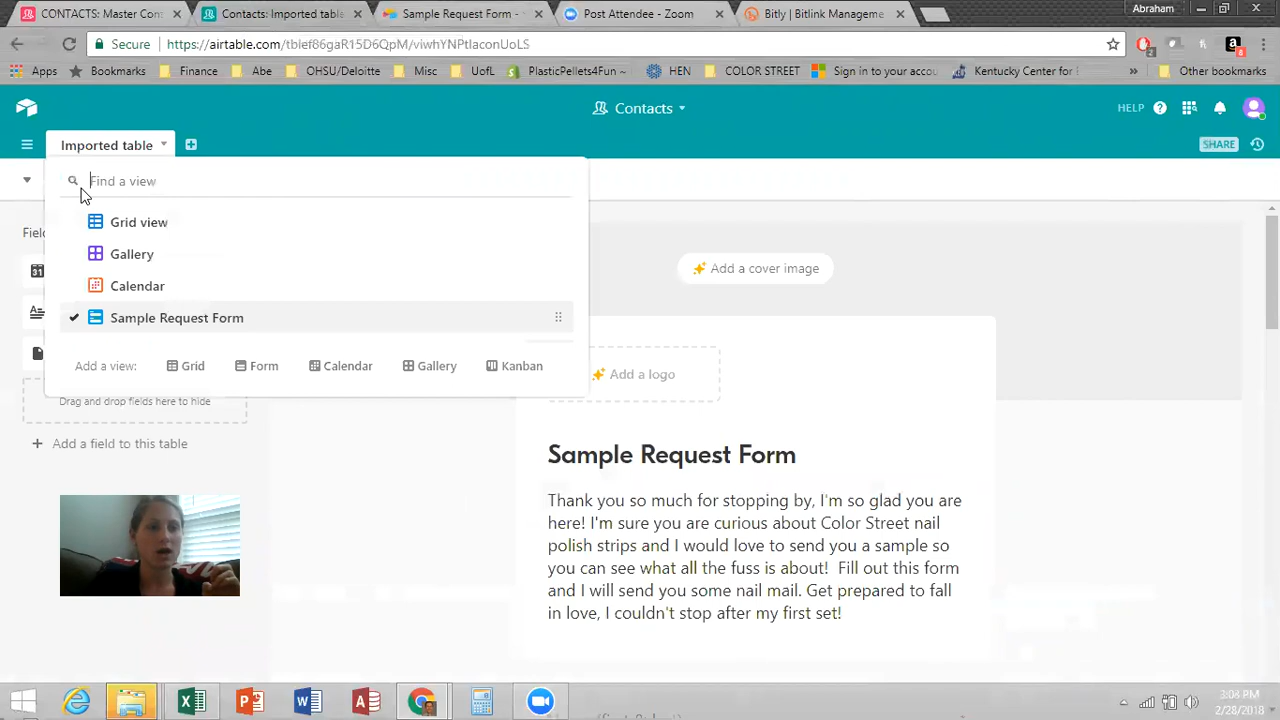 CONTACTS: Master Con
CONTACTS: Imported table
Sample Request Form
Post Attendee - Zoom
Bitly | Bitlink Manageme
Abraham
Secure
https://airtable.com/tblef86gaR15D6QpM/viwhYNPtIaconUoLS
Apps
Bookmarks
Finance
Abe
OHSU/Deloitte
Misc
UofL
PlasticPellets4Fun ~
HEN
COLOR STREET
Sign in to your accou
Kentucky Center for I
»
Other bookmarks
Contacts
HELP
Imported table
SHARE
Find a view
Grid view
Gallery
Calendar
Sample Request Form
Add a view:
Grid
Form
Calendar
Gallery
Kanban
Drag and drop fields here to hide
+ Add a field to this table
Add a cover image
Add a logo
Sample Request Form
Thank you so much for stopping by, I'm so glad you are
here! I'm sure you are curious about Color Street nail
polish strips and I would love to send you a sample so
you can see what all the fuss is about! Fill out this form
and I will send you some nail mail. Get prepared to fall
in love, I couldn't stop after my first set!
3:08 PM
2/28/2018